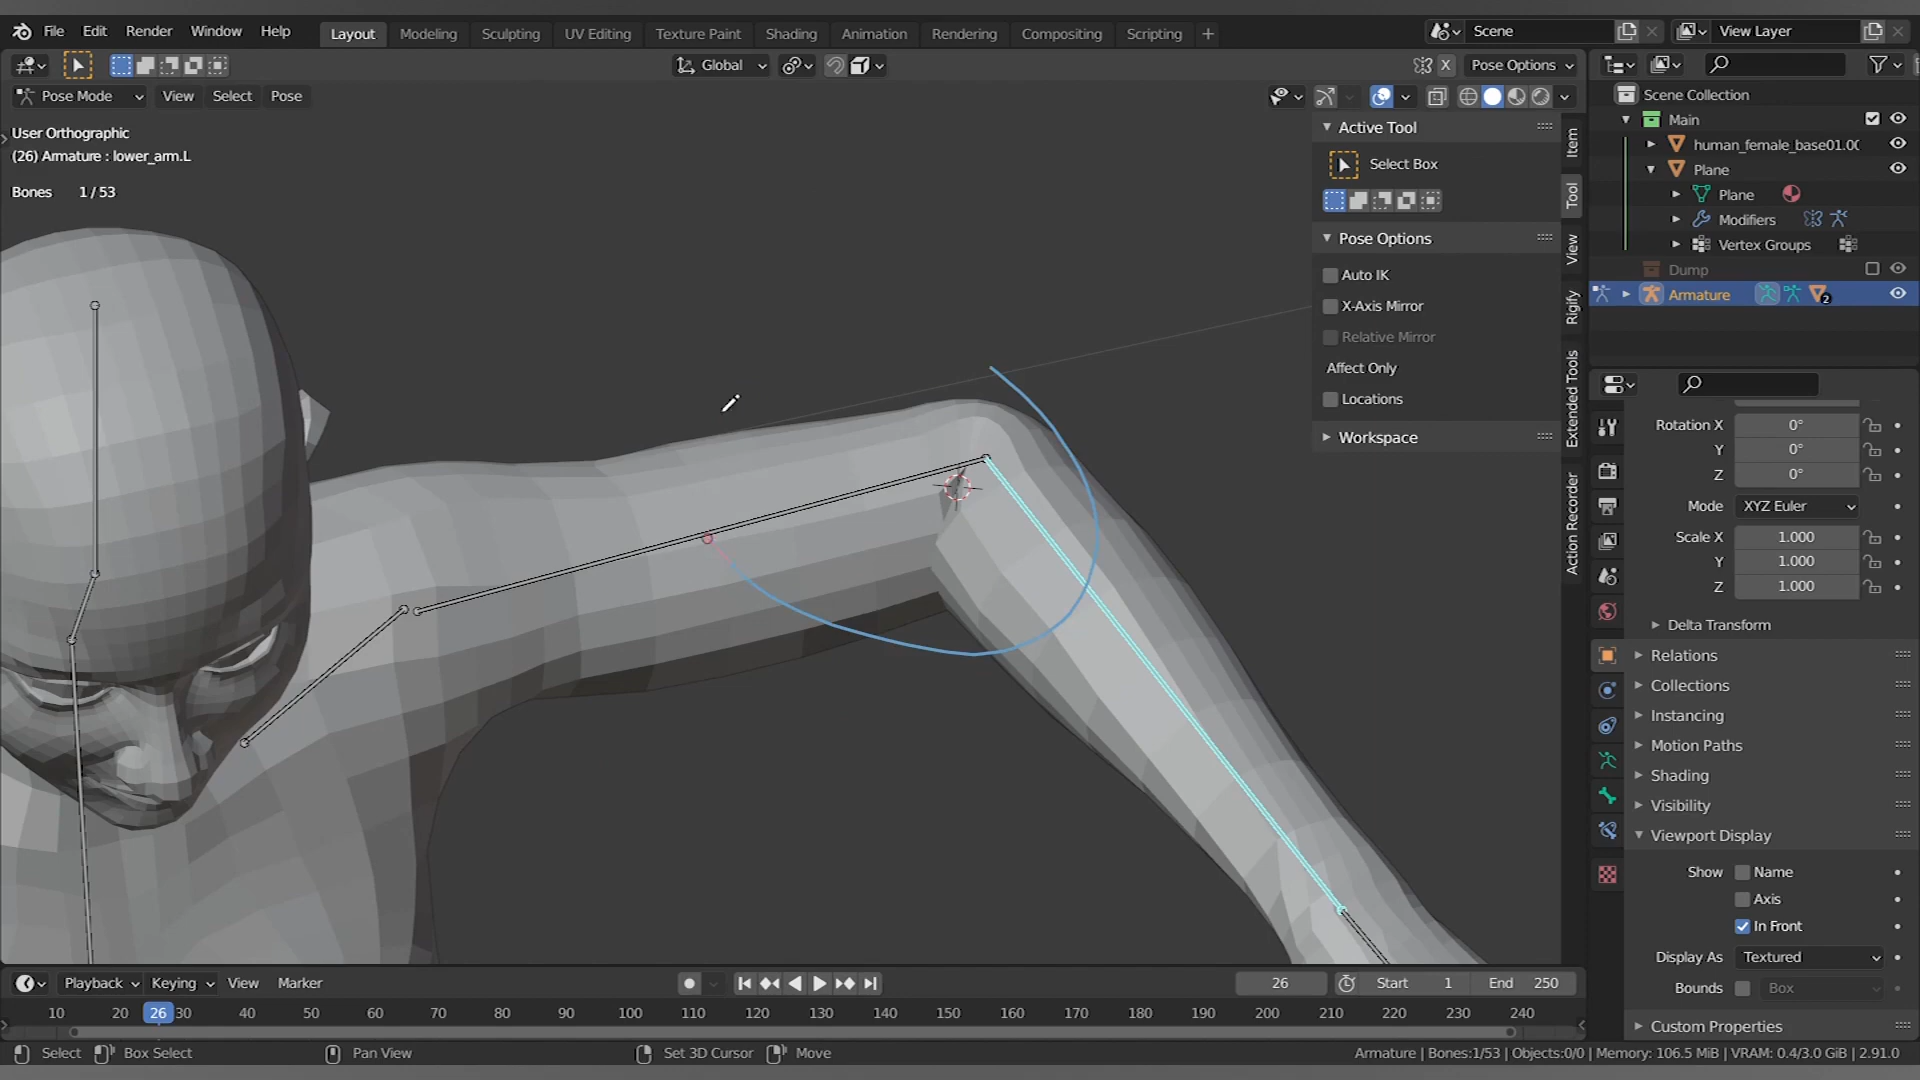 File Edit Render Window Help Layout Modeling Sculpting UV Editing Texture Paint Shading Animation Rendering Compositing Scripting + Scene View Layer
Global Pose Options
Pose Mode View Select Pose
User Orthographic
(26) Armature : lower_arm.L
Bones 1 / 53
Active Tool
Select Box
Pose Options
Auto IK
X-Axis Mirror
Relative Mirror
Affect Only
Locations
Workspace
Item
Tool
View
Rigify
Extended Tools
Action Recorder
Scene Collection
Main
human_female_base01.00
Plane
Plane
Modifiers
Vertex Groups
Dump
Armature 2
Rotation X 0°
Y 0°
Z 0°
Mode XYZ Euler
Scale X 1.000
Y 1.000
Z 1.000
Delta Transform
Relations
Collections
Instancing
Motion Paths
Shading
Visibility
Viewport Display
Show Name
Axis
In Front
Display As Textured
Bounds Box
Custom Properties
Playback Keying View Marker 26 Start 1 End 250
10 20 26 30 40 50 60 70 80 90 100 110 120 130 140 150 160 170 180 190 200 210 220 230 240
Select Box Select Pan View Set 3D Cursor Move Armature | Bones:1/53 | Objects:0/0 | Memory: 106.5 MiB | VRAM: 0.4/3.0 GiB | 2.91.0